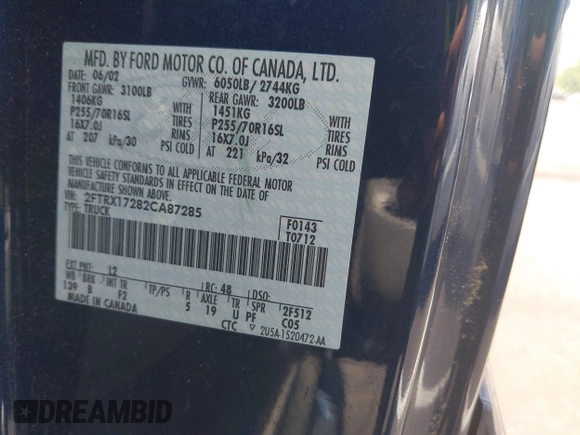 MFD. BY FORD MOTOR CO. OF CANADA, LTD.
DATE: 06/02 GVWR: 6050LB/ 2744KG
FRONT GAWR: 3100LB REAR GAWR: 3200LB
1406KG WITH 1451KG WITH
P255/70R16SL TIRES P255/70R16SL TIRES
16X7.0J RIMS 16X7.0J RIMS
AT 207 kPa/30 PSI COLD AT 221 kPa/32 PSI COLD
THIS VEHICLE CONFORMS TO ALL APPLICABLE FEDERAL MOTOR
VEHICLE SAFETY STANDARDS IN EFFECT ON THE DATE OF
MANUFACTURE SHOWN ABOVE.
VIN: 2FTRX17282CA87285
TYPE: TRUCK
F0143
T0712
EXT PNT: L2 RC: 48 DSO:
WB BRK INT TR TP/PS R AXLE TR SPR 2F512
139 B F2 5 19 U PF C05
MADE IN CANADA CTC 2U5A-1520472-AA
DREAMBID